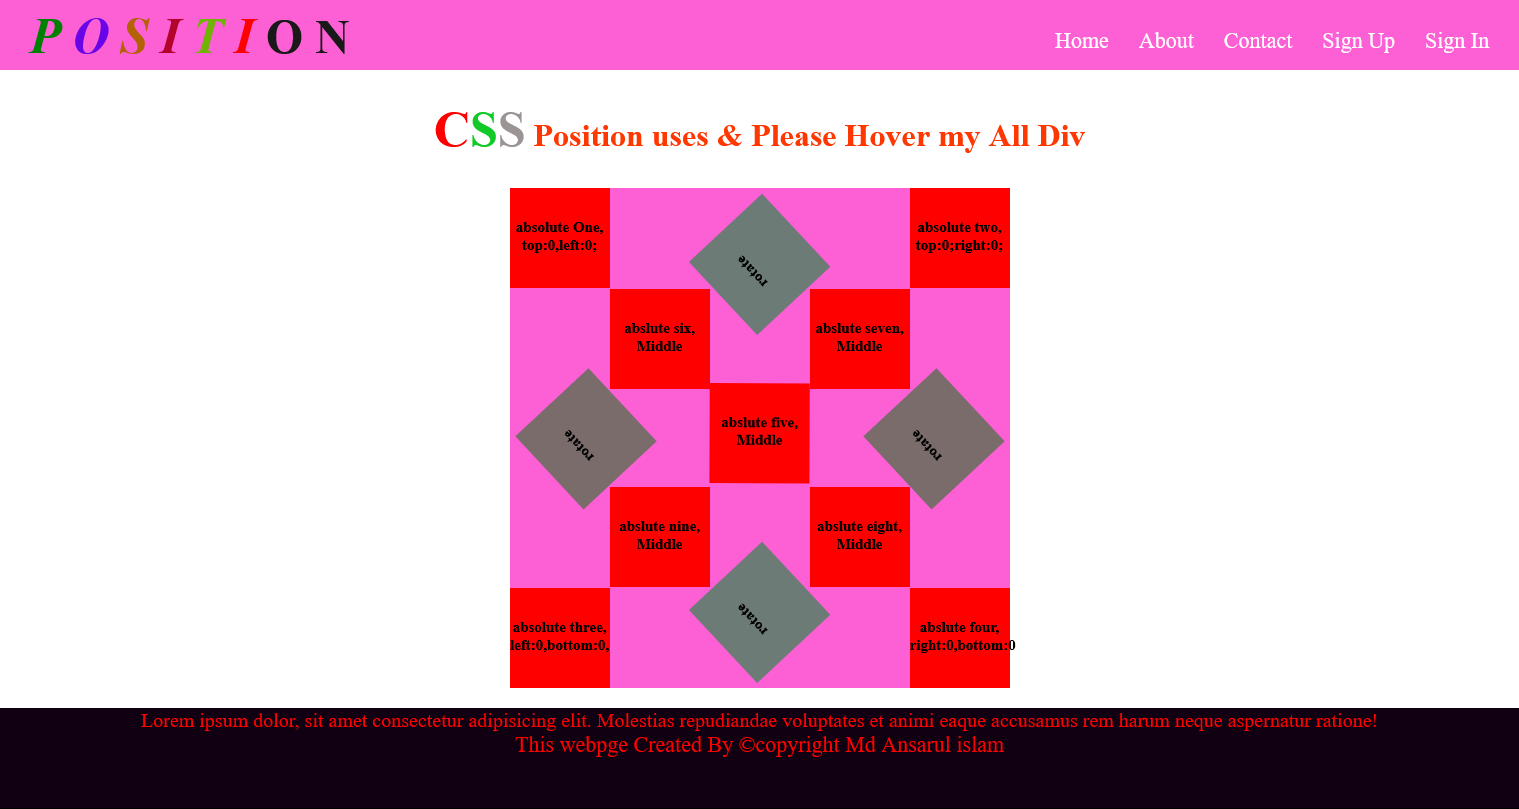 POSITION
Home About Contact Sign Up Sign In
CSS Position uses & Please Hover my All Div
absolute One,
top:0,left:0;
rotate
absolute two,
top:0;right:0;
abslute six,
Middle
abslute seven,
Middle
rotate
abslute five,
Middle
rotate
abslute nine,
Middle
abslute eight,
Middle
absolute three,
left:0,bottom:0,
rotate
abslute four,
right:0,bottom:0
Lorem ipsum dolor, sit amet consectetur adipisicing elit. Molestias repudiandae voluptates et animi eaque accusamus rem harum neque aspernatur ratione!
This webpge Created By ©copyright Md Ansarul islam